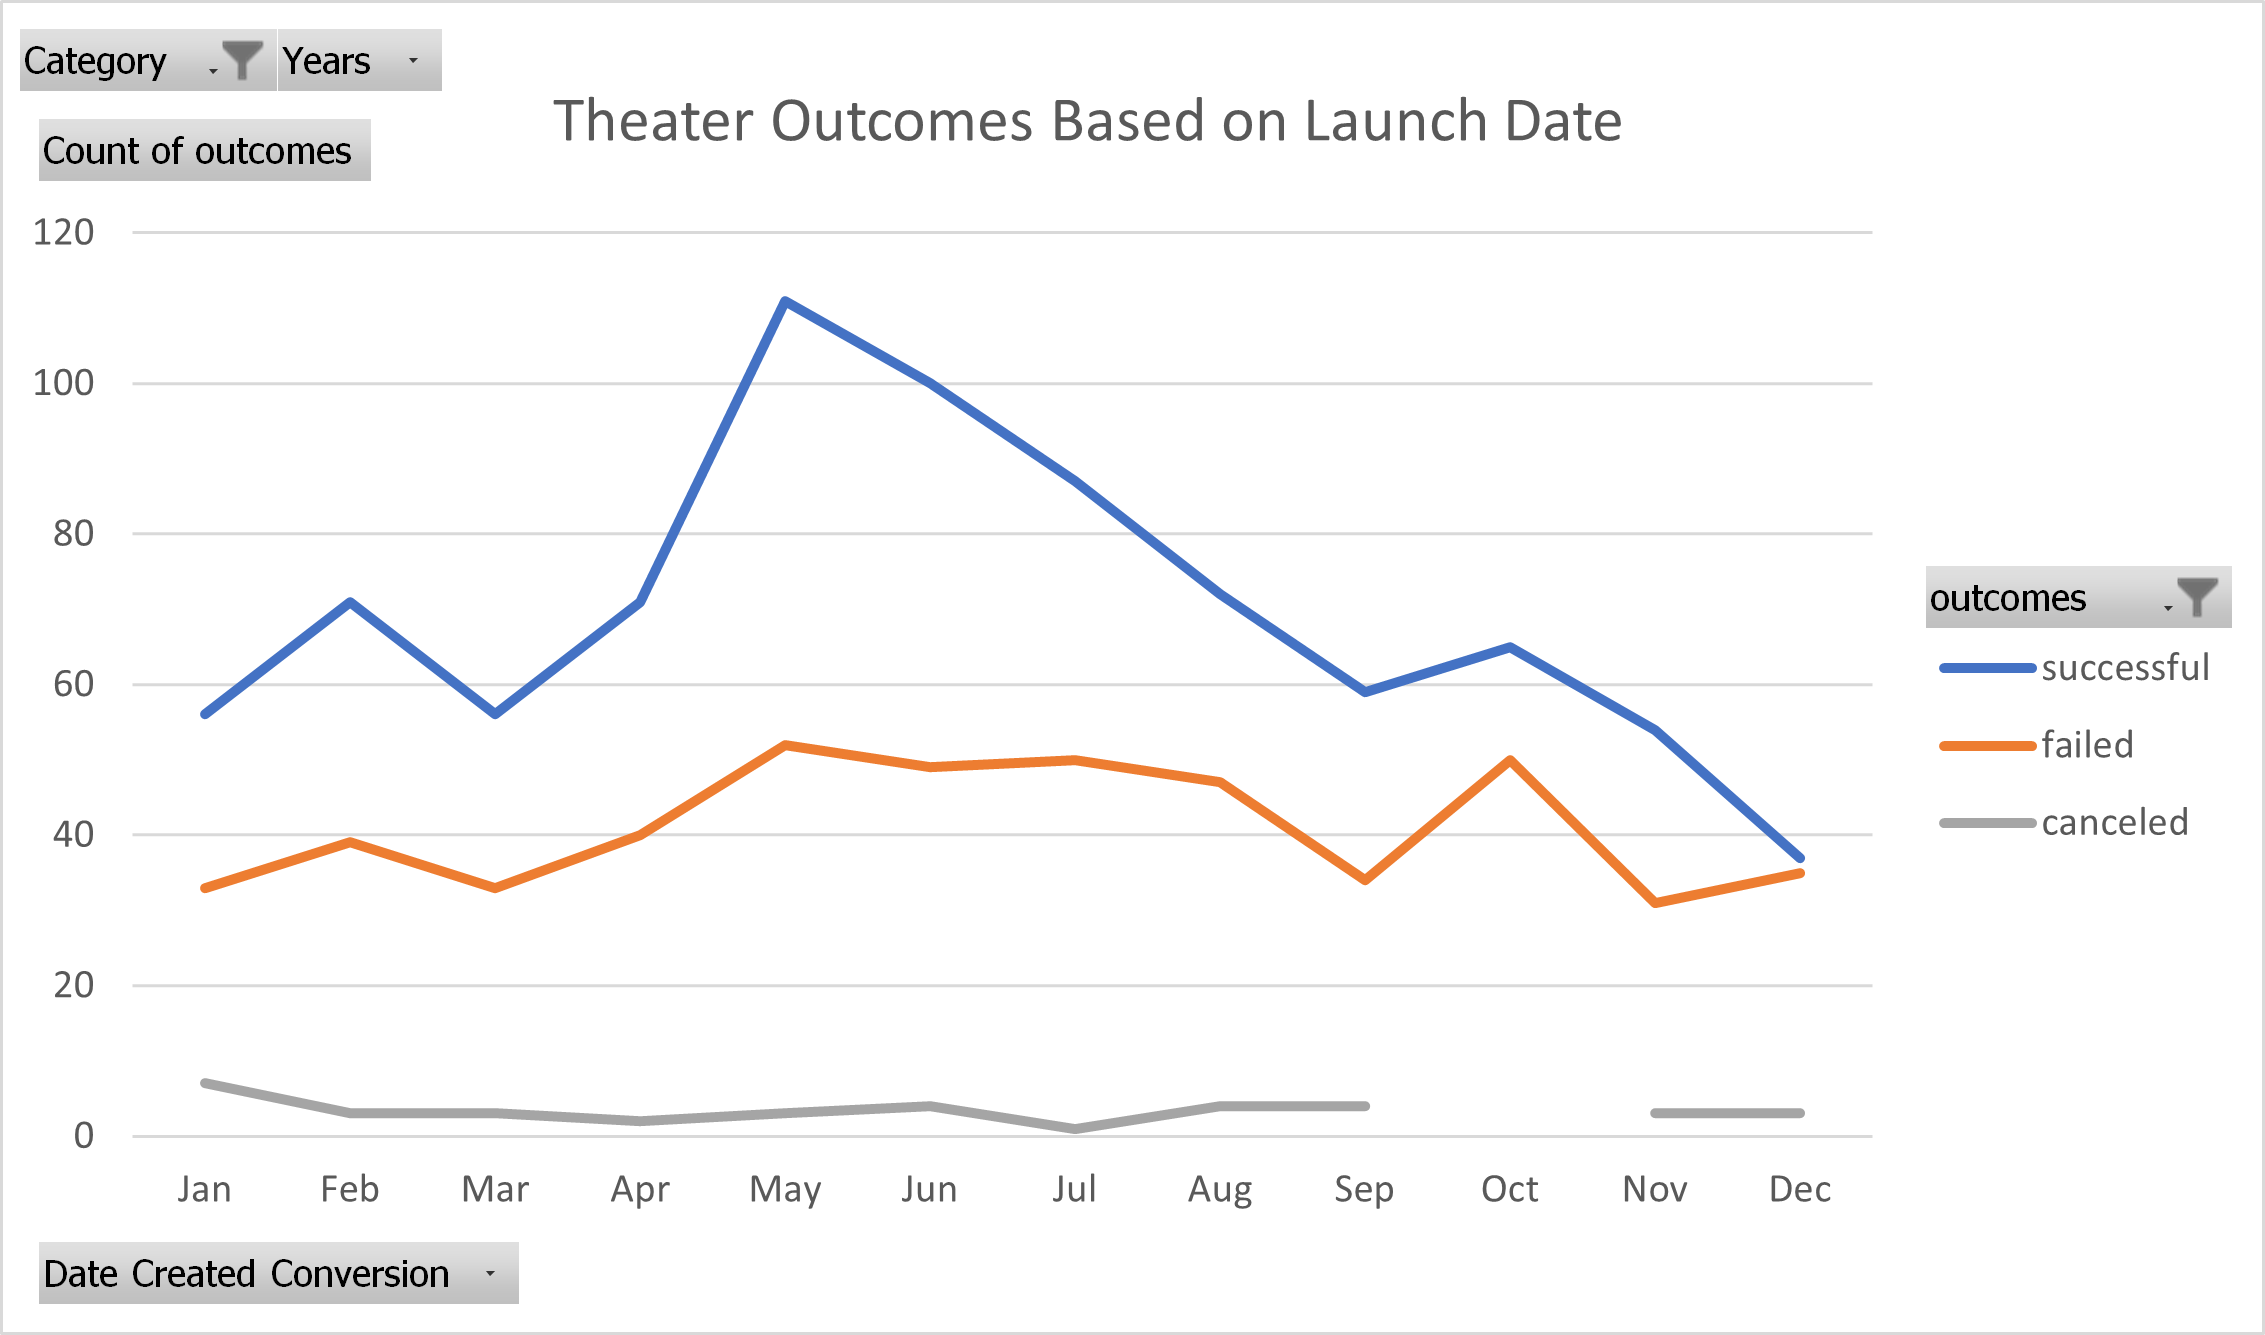 Category Years
Count of outcomes
Theater Outcomes Based on Launch Date
120
100
80
60
40
20
0
Jan Feb Mar Apr May Jun Jul Aug Sep Oct Nov Dec
outcomes
successful
failed
canceled
Date Created Conversion